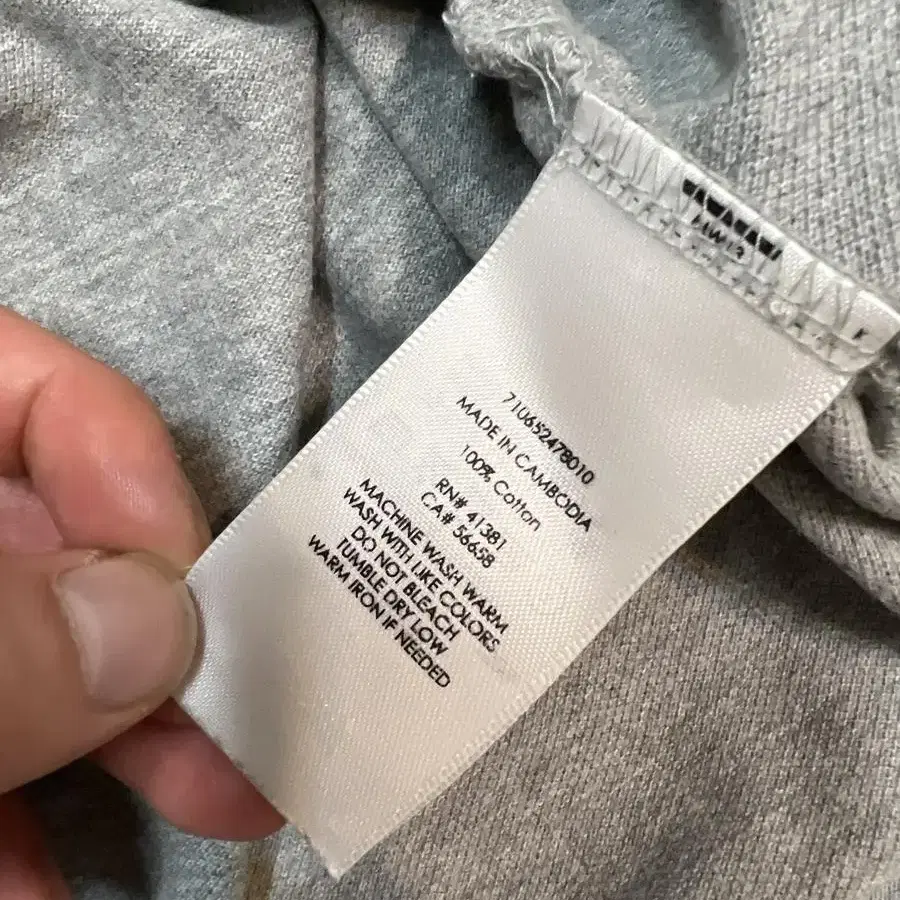 710652478010
MADE IN CAMBODIA
100% Cotton
RN# 41381
CA# 56658
MACHINE WASH WARM
WASH WITH LIKE COLORS
DO NOT BLEACH
TUMBLE DRY LOW
WARM IRON IF NEEDED